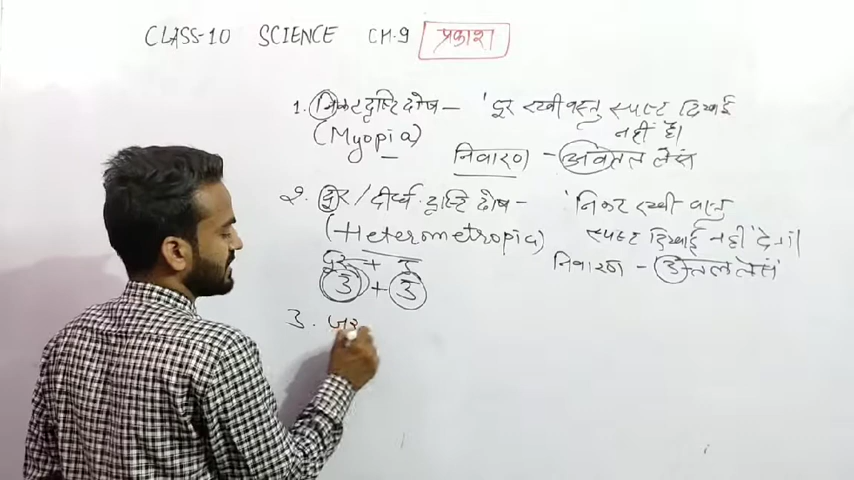 CLASS-10 SCIENCE CH-9 प्रकाश
1. निकट दृष्टि दोष - 'दूर रखी वस्तु स्पष्ट दिखाई
नहीं दे।
(Myopia)
निवारण - अवतल लेंस
2. दूर / दीर्घ दृष्टि दोष - 'निकट रखी वस्तु
स्पष्ट दिखाई नहीं देना।
(Heterometropia)
निवारण - उत्तल लेंस
दूर + उ
उ + उ
3. जर